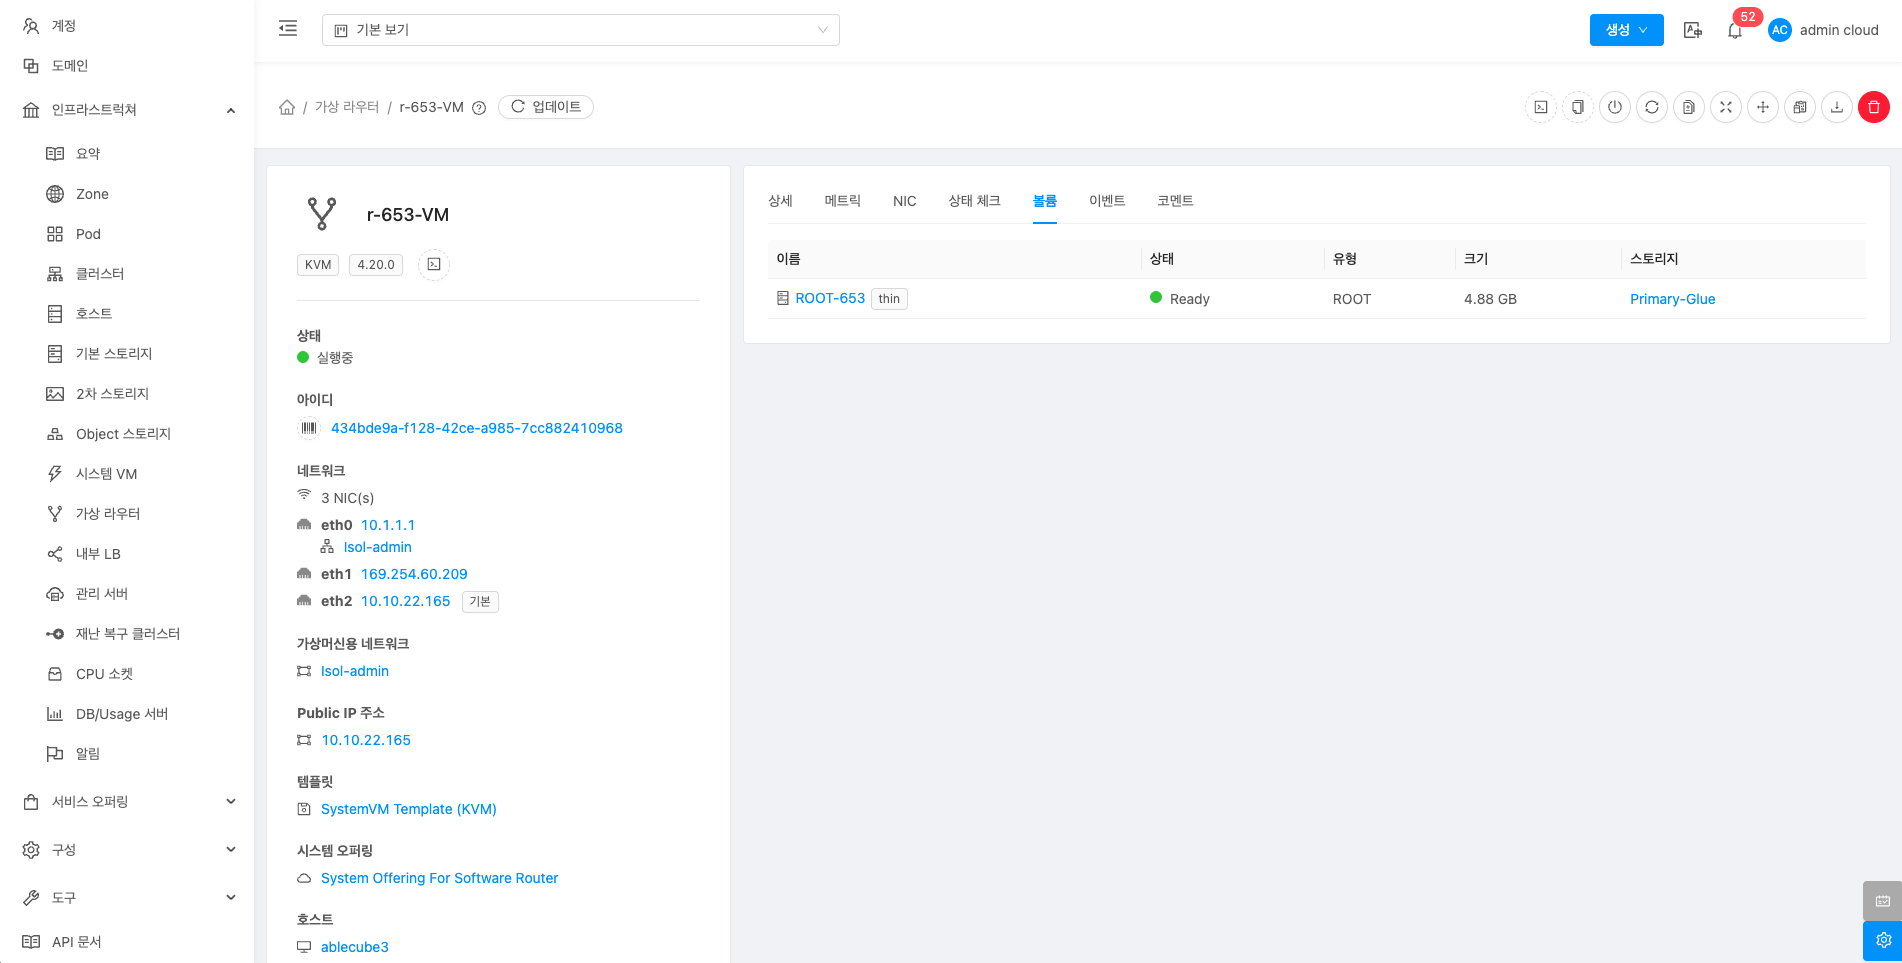 계정
도메인
인프라스트럭쳐
요약
Zone
Pod
클러스터
호스트
기본 스토리지
2차 스토리지
Object 스토리지
시스템 VM
가상 라우터
내부 LB
관리 서버
재난 복구 클러스터
CPU 소켓
DB/Usage 서버
알림
서비스 오퍼링
구성
도구
API 문서
기본 보기
생성
52
AC admin cloud
/ 가상 라우터 / r-653-VM 업데이트
r-653-VM
KVM 4.20.0
상태
실행중
아이디
434bde9a-f128-42ce-a985-7cc882410968
네트워크
3 NIC(s)
eth0 10.1.1.1
Isol-admin
eth1 169.254.60.209
eth2 10.10.22.165 기본
가상머신용 네트워크
Isol-admin
Public IP 주소
10.10.22.165
템플릿
SystemVM Template (KVM)
시스템 오퍼링
System Offering For Software Router
호스트
ablecube3
상세 메트릭 NIC 상태 체크 볼륨 이벤트 코멘트
이름 상태 유형 크기 스토리지
ROOT-653 thin Ready ROOT 4.88 GB Primary-Glue